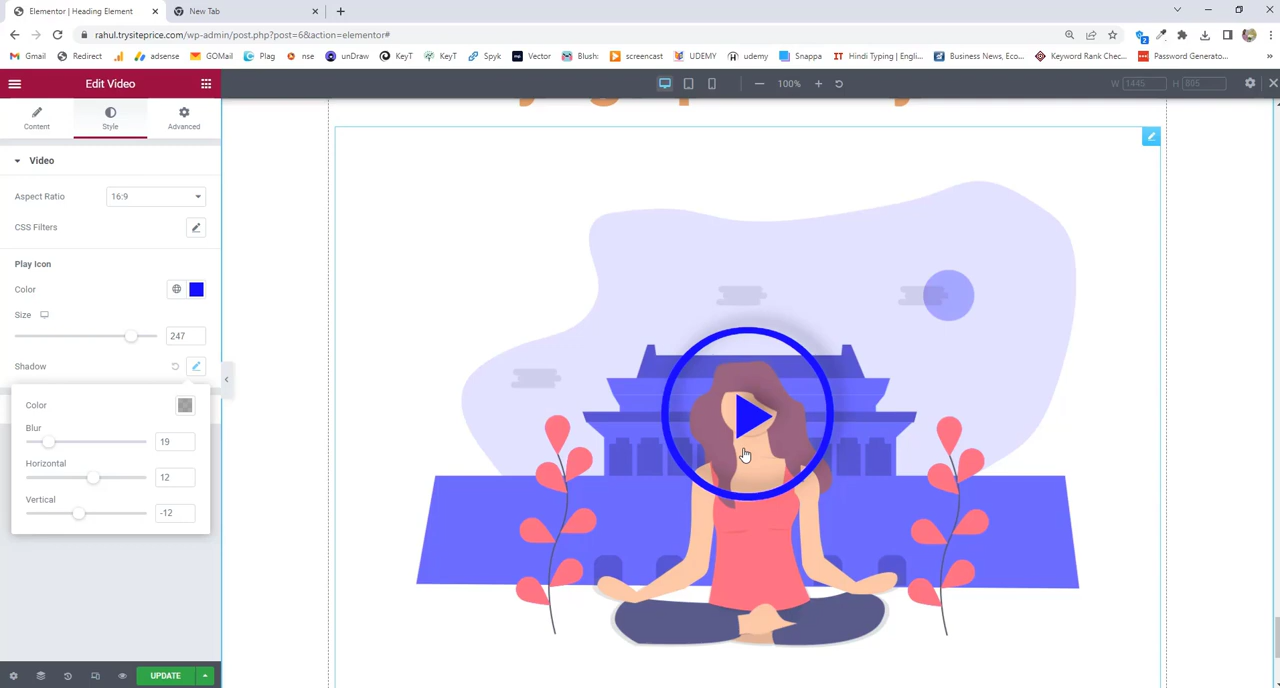 Elementor | Heading Element
New Tab
rahul.trysiteprice.com/wp-admin/post.php?post=6&action=elementor#
Gmail
Redirect
adsense
GOMail
Plag
nse
unDraw
KeyT
KeyT
Spyk
Vector
Blush:
screencast
UDEMY
udemy
Snappa
IT Hindi Typing | Engli...
Business News, Eco...
Keyword Rank Chec...
Password Generato...
»
Edit Video
100%
W 1445
H 805
Content
Style
Advanced
Video
Aspect Ratio
16:9
CSS Filters
Play Icon
Color
Size
247
Shadow
Color
Blur
19
Horizontal
12
Vertical
-12
UPDATE